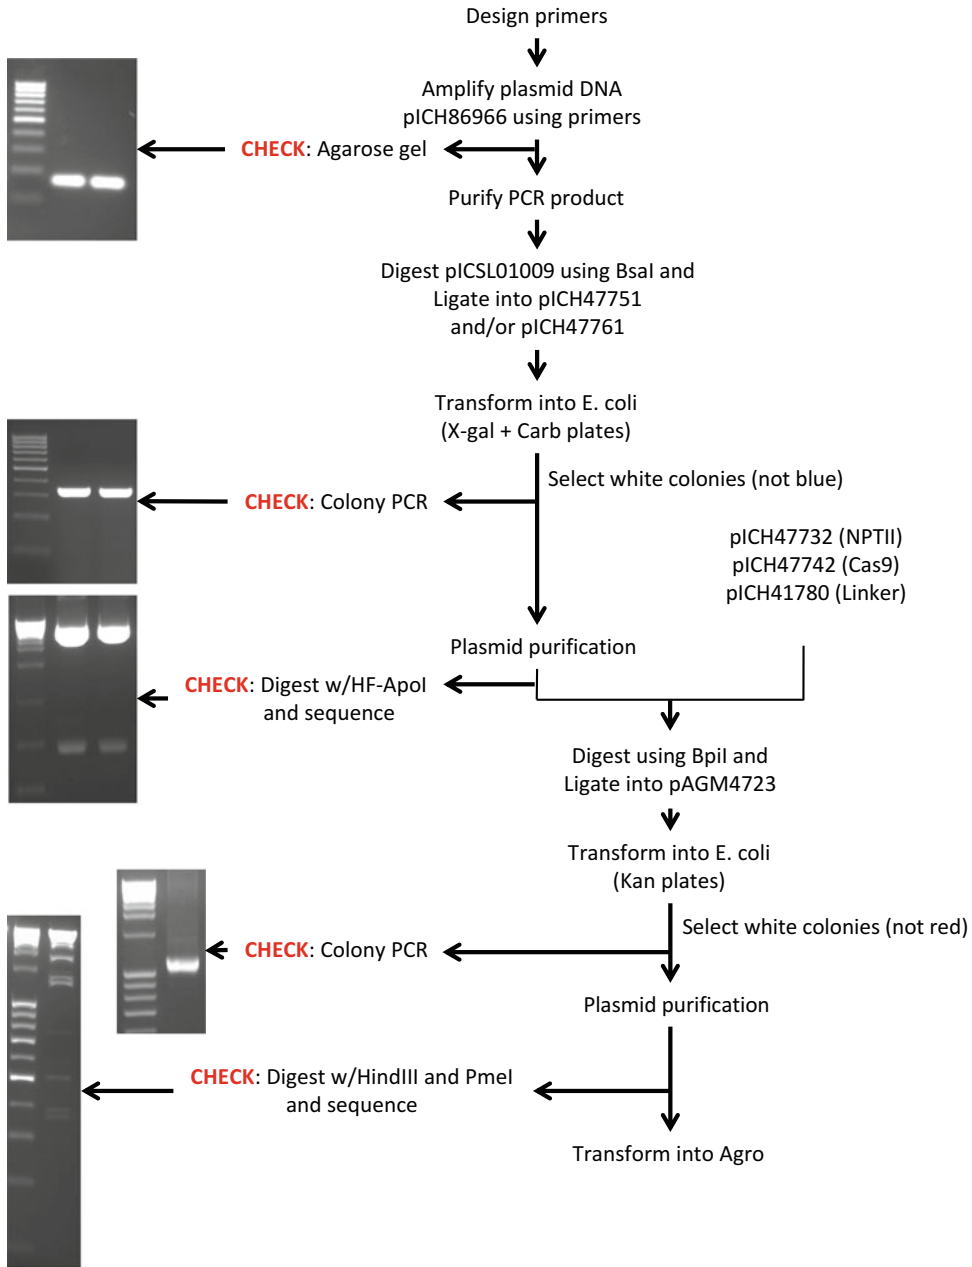 Design primers
Amplify plasmid DNA
pICH86966 using primers
CHECK: Agarose gel
Purify PCR product
Digest pICSL01009 using BsaI and
Ligate into pICH47751
and/or pICH47761
Transform into E. coli
(X-gal + Carb plates)
Select white colonies (not blue)
CHECK: Colony PCR
pICH47732 (NPTII)
pICH47742 (Cas9)
pICH41780 (Linker)
Plasmid purification
CHECK: Digest w/HF-ApoI
and sequence
Digest using BpiI and
Ligate into pAGM4723
Transform into E. coli
(Kan plates)
Select white colonies (not red)
CHECK: Colony PCR
Plasmid purification
CHECK: Digest w/HindIII and PmeI
and sequence
Transform into Agro